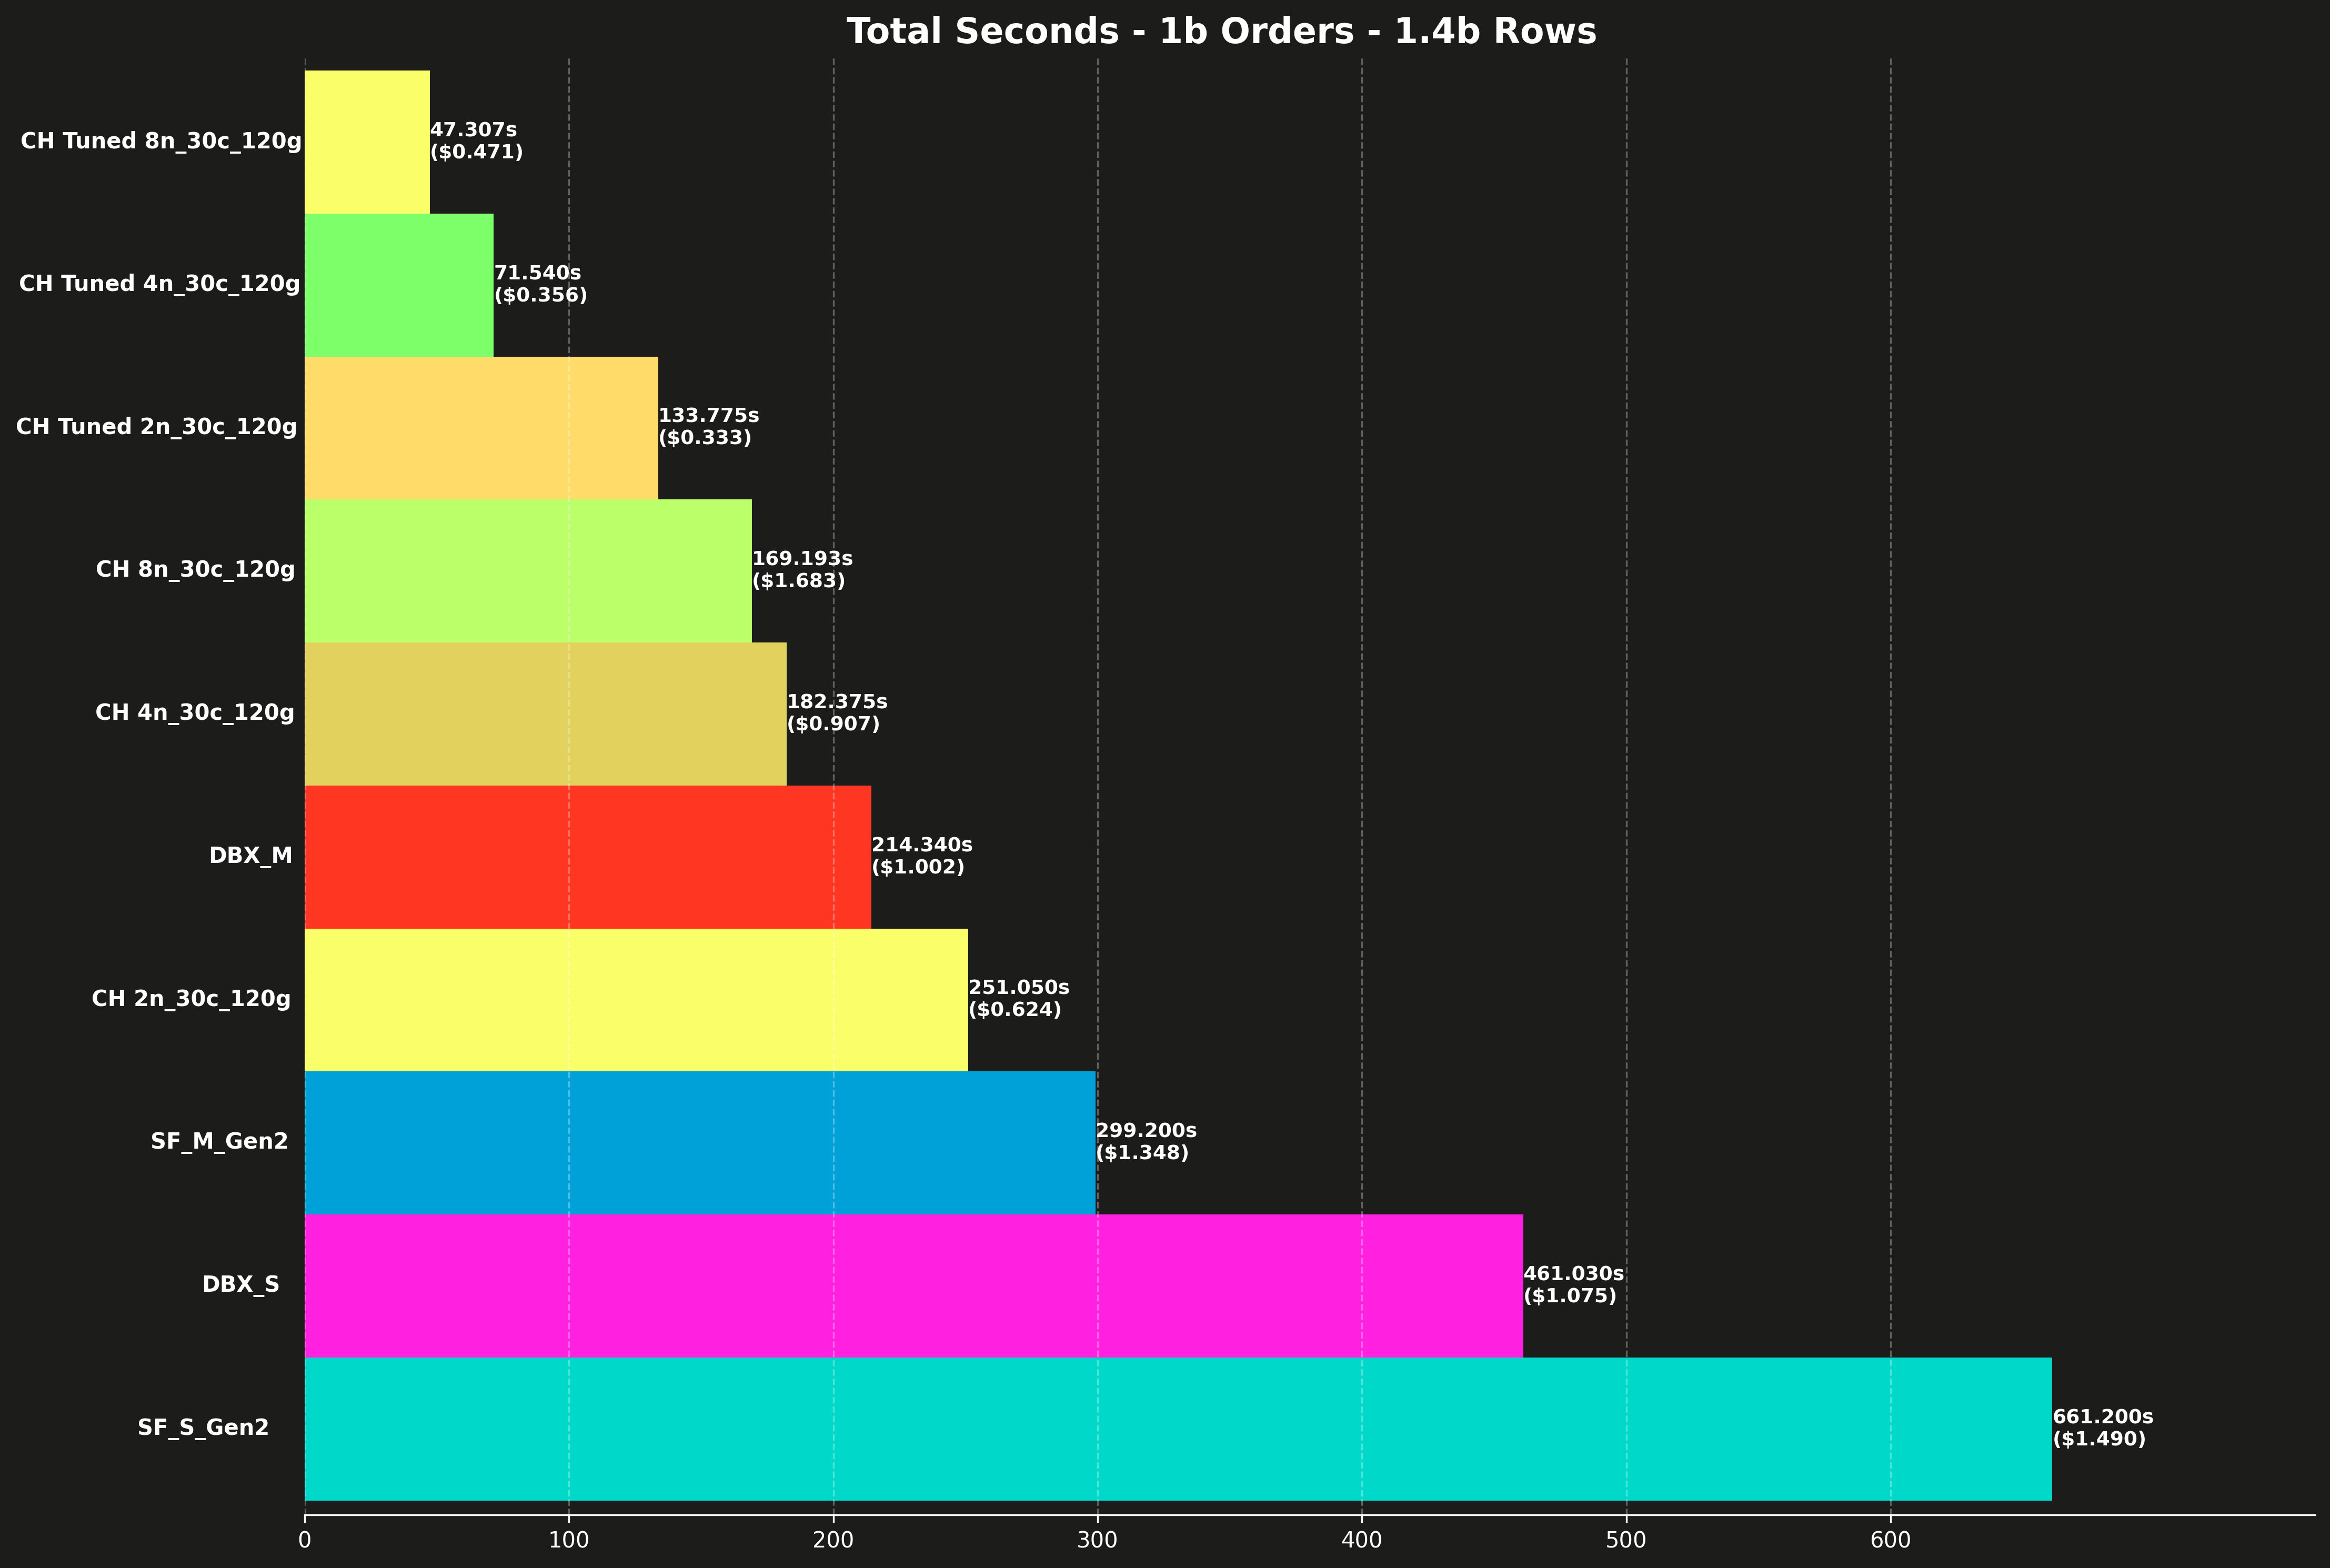 Total Seconds - 1b Orders - 1.4b Rows
CH Tuned 8n_30c_120g
47.307s
($0.471)
CH Tuned 4n_30c_120g
71.540s
($0.356)
CH Tuned 2n_30c_120g
133.775s
($0.333)
CH 8n_30c_120g
169.193s
($1.683)
CH 4n_30c_120g
182.375s
($0.907)
DBX_M
214.340s
($1.002)
CH 2n_30c_120g
251.050s
($0.624)
SF_M_Gen2
299.200s
($1.348)
DBX_S
461.030s
($1.075)
SF_S_Gen2
661.200s
($1.490)
0 100 200 300 400 500 600